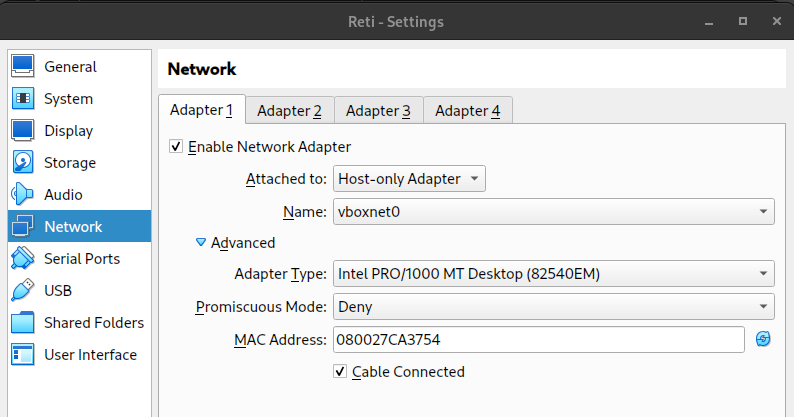 Reti - Settings
General
System
Display
Storage
Audio
Network
Serial Ports
USB
Shared Folders
User Interface
Network
Adapter 1 Adapter 2 Adapter 3 Adapter 4
Enable Network Adapter
Attached to: Host-only Adapter
Name: vboxnet0
Advanced
Adapter Type: Intel PRO/1000 MT Desktop (82540EM)
Promiscuous Mode: Deny
MAC Address: 080027CA3754
Cable Connected